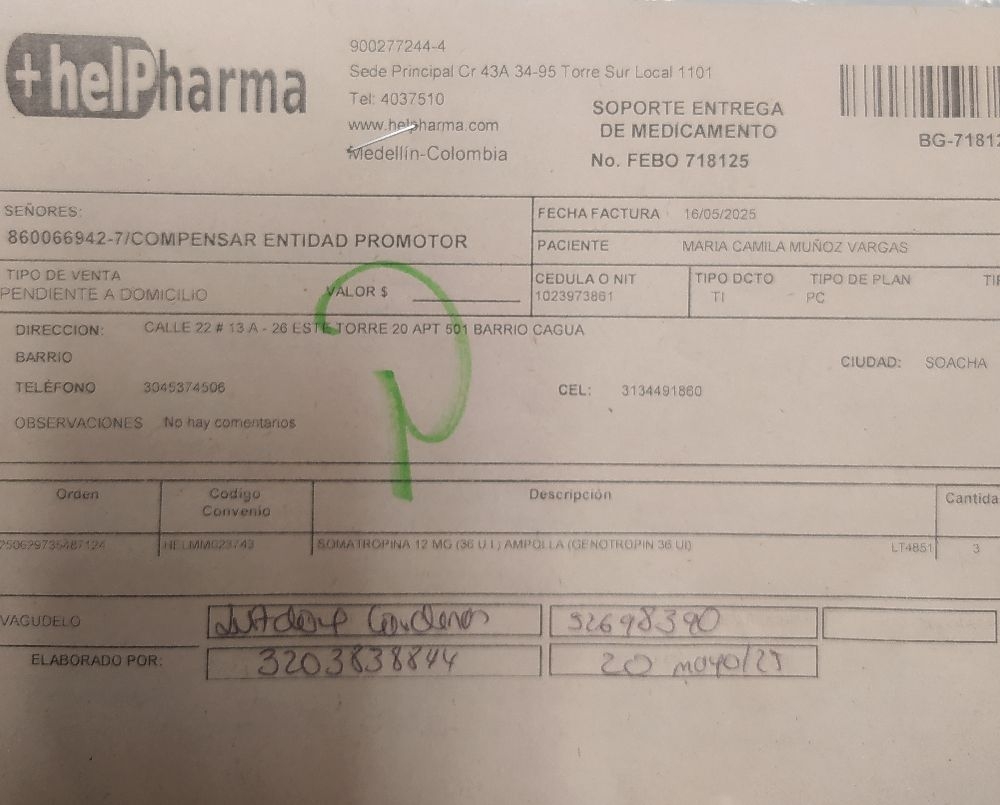 +helPharma
900277244-4
Sede Principal Cr 43A 34-95 Torre Sur Local 1101
Tel: 4037510
www.helpharma.com
Medellín-Colombia
SOPORTE ENTREGA
DE MEDICAMENTO
No. FEBO 718125
BG-7181
SEÑORES:
860066942-7/COMPENSAR ENTIDAD PROMOTOR
FECHA FACTURA 16/05/2025
PACIENTE MARIA CAMILA MUÑOZ VARGAS
TIPO DE VENTA
PENDIENTE A DOMICILIO
VALOR $
CEDULA O NIT
1023973861
TIPO DCTO
TI
TIPO DE PLAN
PC
DIRECCION: CALLE 22 # 13 A - 26 ESTE TORRE 20 APT 501 BARRIO CAGUA
BARRIO
CIUDAD: SOACHA
TELÉFONO 3045374506
CEL: 3134491860
OBSERVACIONES No hay comentarios
Orden
Codigo
Convenio
Descripción
Cantida
SOMATROPINA 12 MG (36 U.I.) AMPOLLA (GENOTROPIN 36 UI)
LT4851
3
VAGUDELO
52698390
ELABORADO POR:
3203838844
20 mayo/25